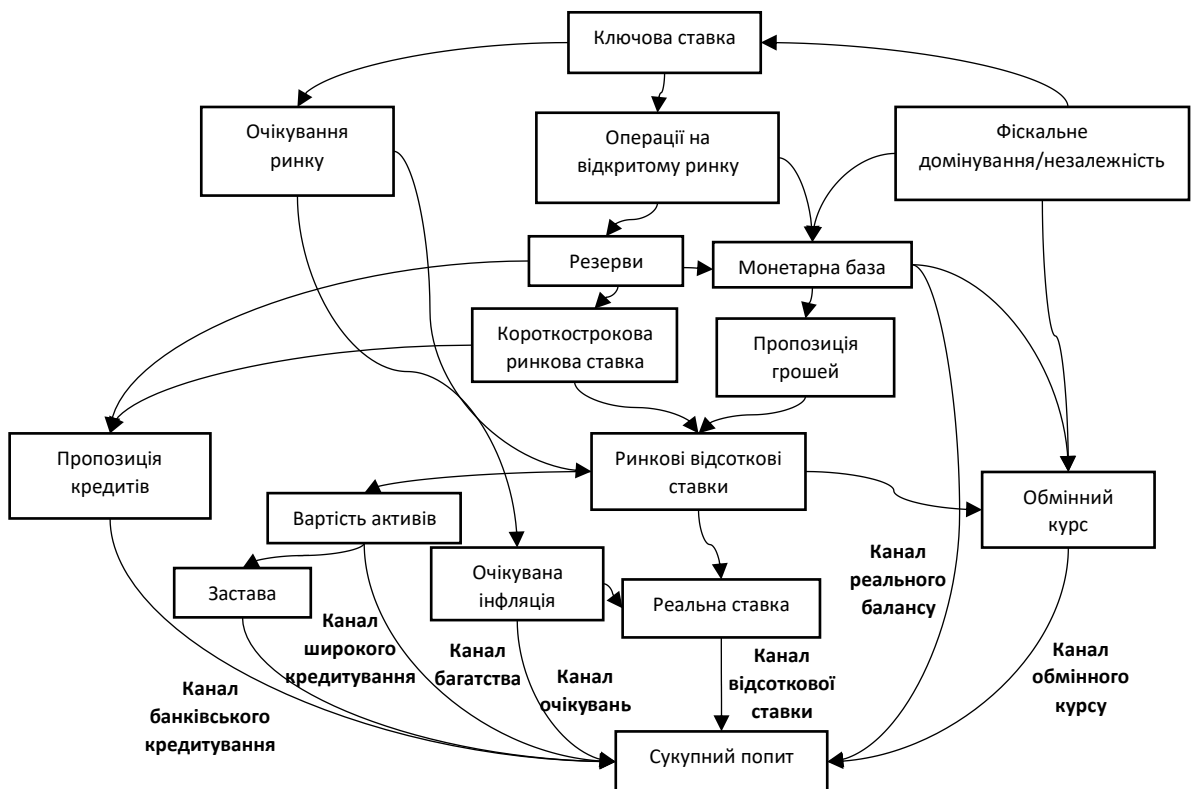 Ключова ставка
Очікування
ринку
Операції на
відкритого ринку
Фіскальне
домінування/незалежність
Резерви
Монетарна база
Короткострокова
ринкова ставка
Пропозиція
грошей
Пропозиція
кредитів
Ринкові відсоткові
ставки
Обмінний
курс
Вартість активів
Застава
Очікувана
інфляція
Реальна ставка
Канал
реального
балансу
Канал
широкого
кредитування
Канал
багатства
Канал
очікувань
Канал
відсоткової
ставки
Канал
обмінного
курсу
Канал
банківського
кредитування
Сукупний попит